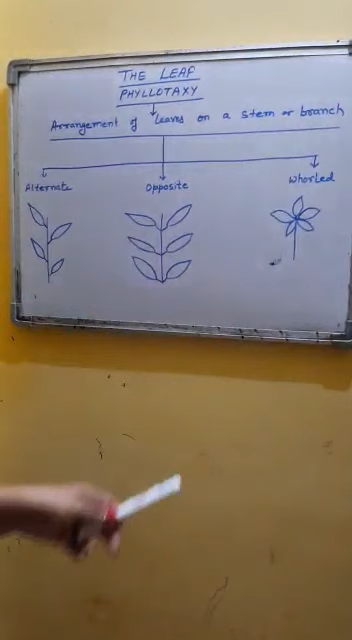 THE LEAF
PHYLLOTAXY
Arrangement of leaves on a stem or branch
Alternate
Opposite
Whorled